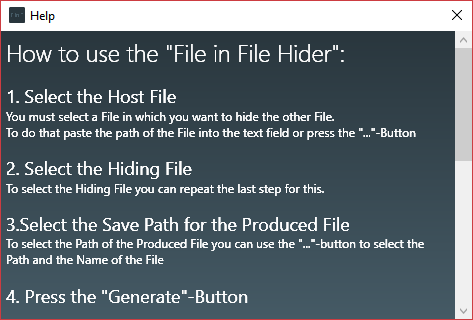 Help
How to use the "File in File Hider":
1. Select the Host File
You must select a File in which you want to hide the other File.
To do that paste the path of the File into the text field or press the "..."-Button
2. Select the Hiding File
To select the Hiding File you can repeat the last step for this.
3.Select the Save Path for the Produced File
To select the Path of the Produced File you can use the "..."-button to select the
Path and the Name of the File
4. Press the "Generate"-Button